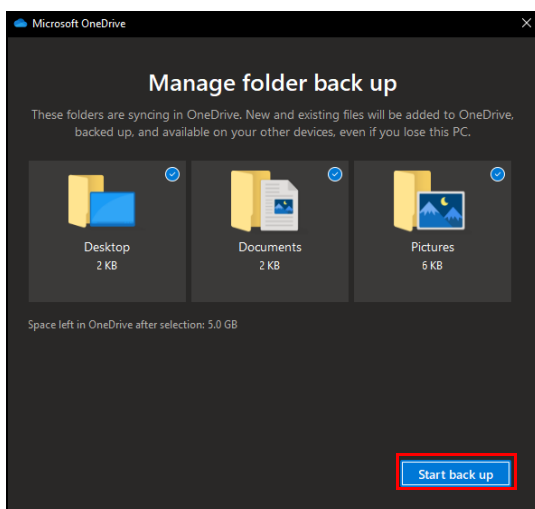 Microsoft OneDrive
Manage folder back up
These folders are syncing in OneDrive. New and existing files will be added to OneDrive,
backed up, and available on your other devices, even if you lose this PC.
Desktop
2 KB
Documents
2 KB
Pictures
6 KB
Space left in OneDrive after selection: 5.0 GB
Start back up